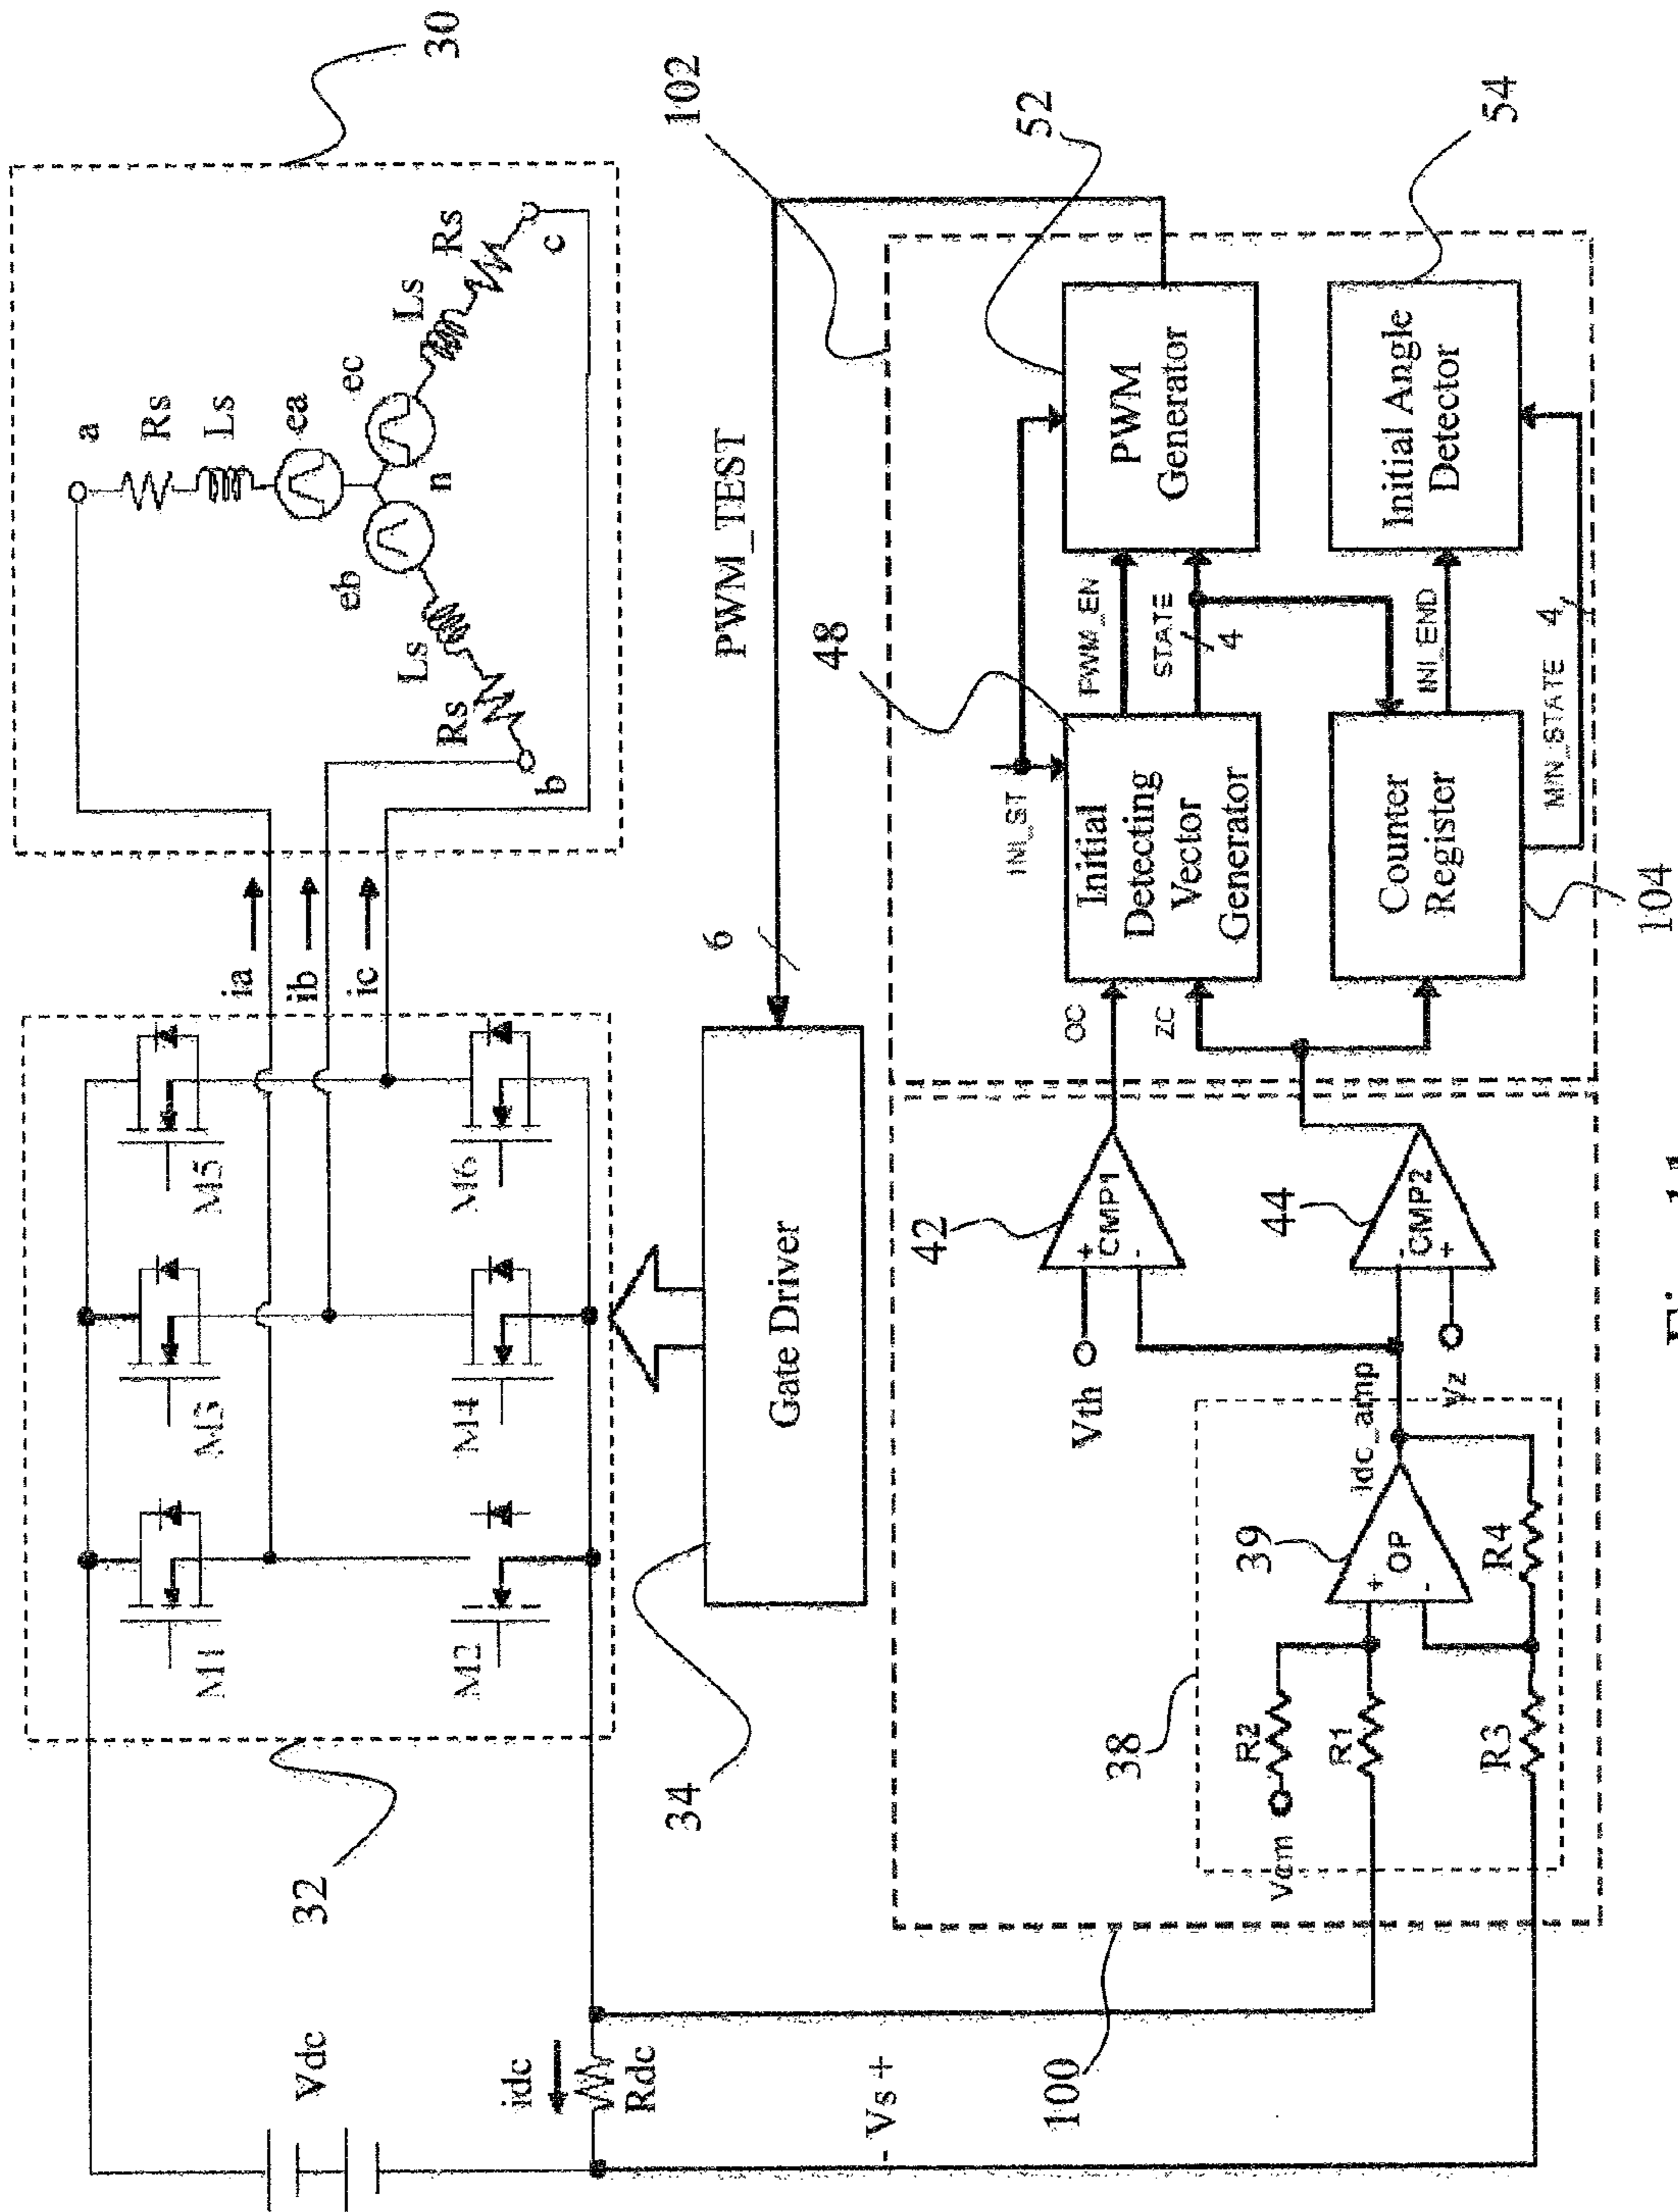 30
a
Rs
Ls
ea
eb
ec
n
Ls
Rs
b
Ls
Rs
c
ia
ib
ic
M1
M3
M5
M2
M4
M6
32
Vdc
idc
Rdc
- Vs +
34
Gate Driver
6
PWM_TEST
102
100
38
Vcm
R2
R1
R3
R4
39
+
OP
-
idc_amp
Vth
42
+
CMP1
-
44
-
CMP2
+
Vz
OC
ZC
INI_ST
48
Initial
Detecting
Vector
Generator
PWM_EN
STATE
4
52
PWM
Generator
Counter
Register
104
INI_END
MIN_STATE 4
Initial Angle
Detector
54